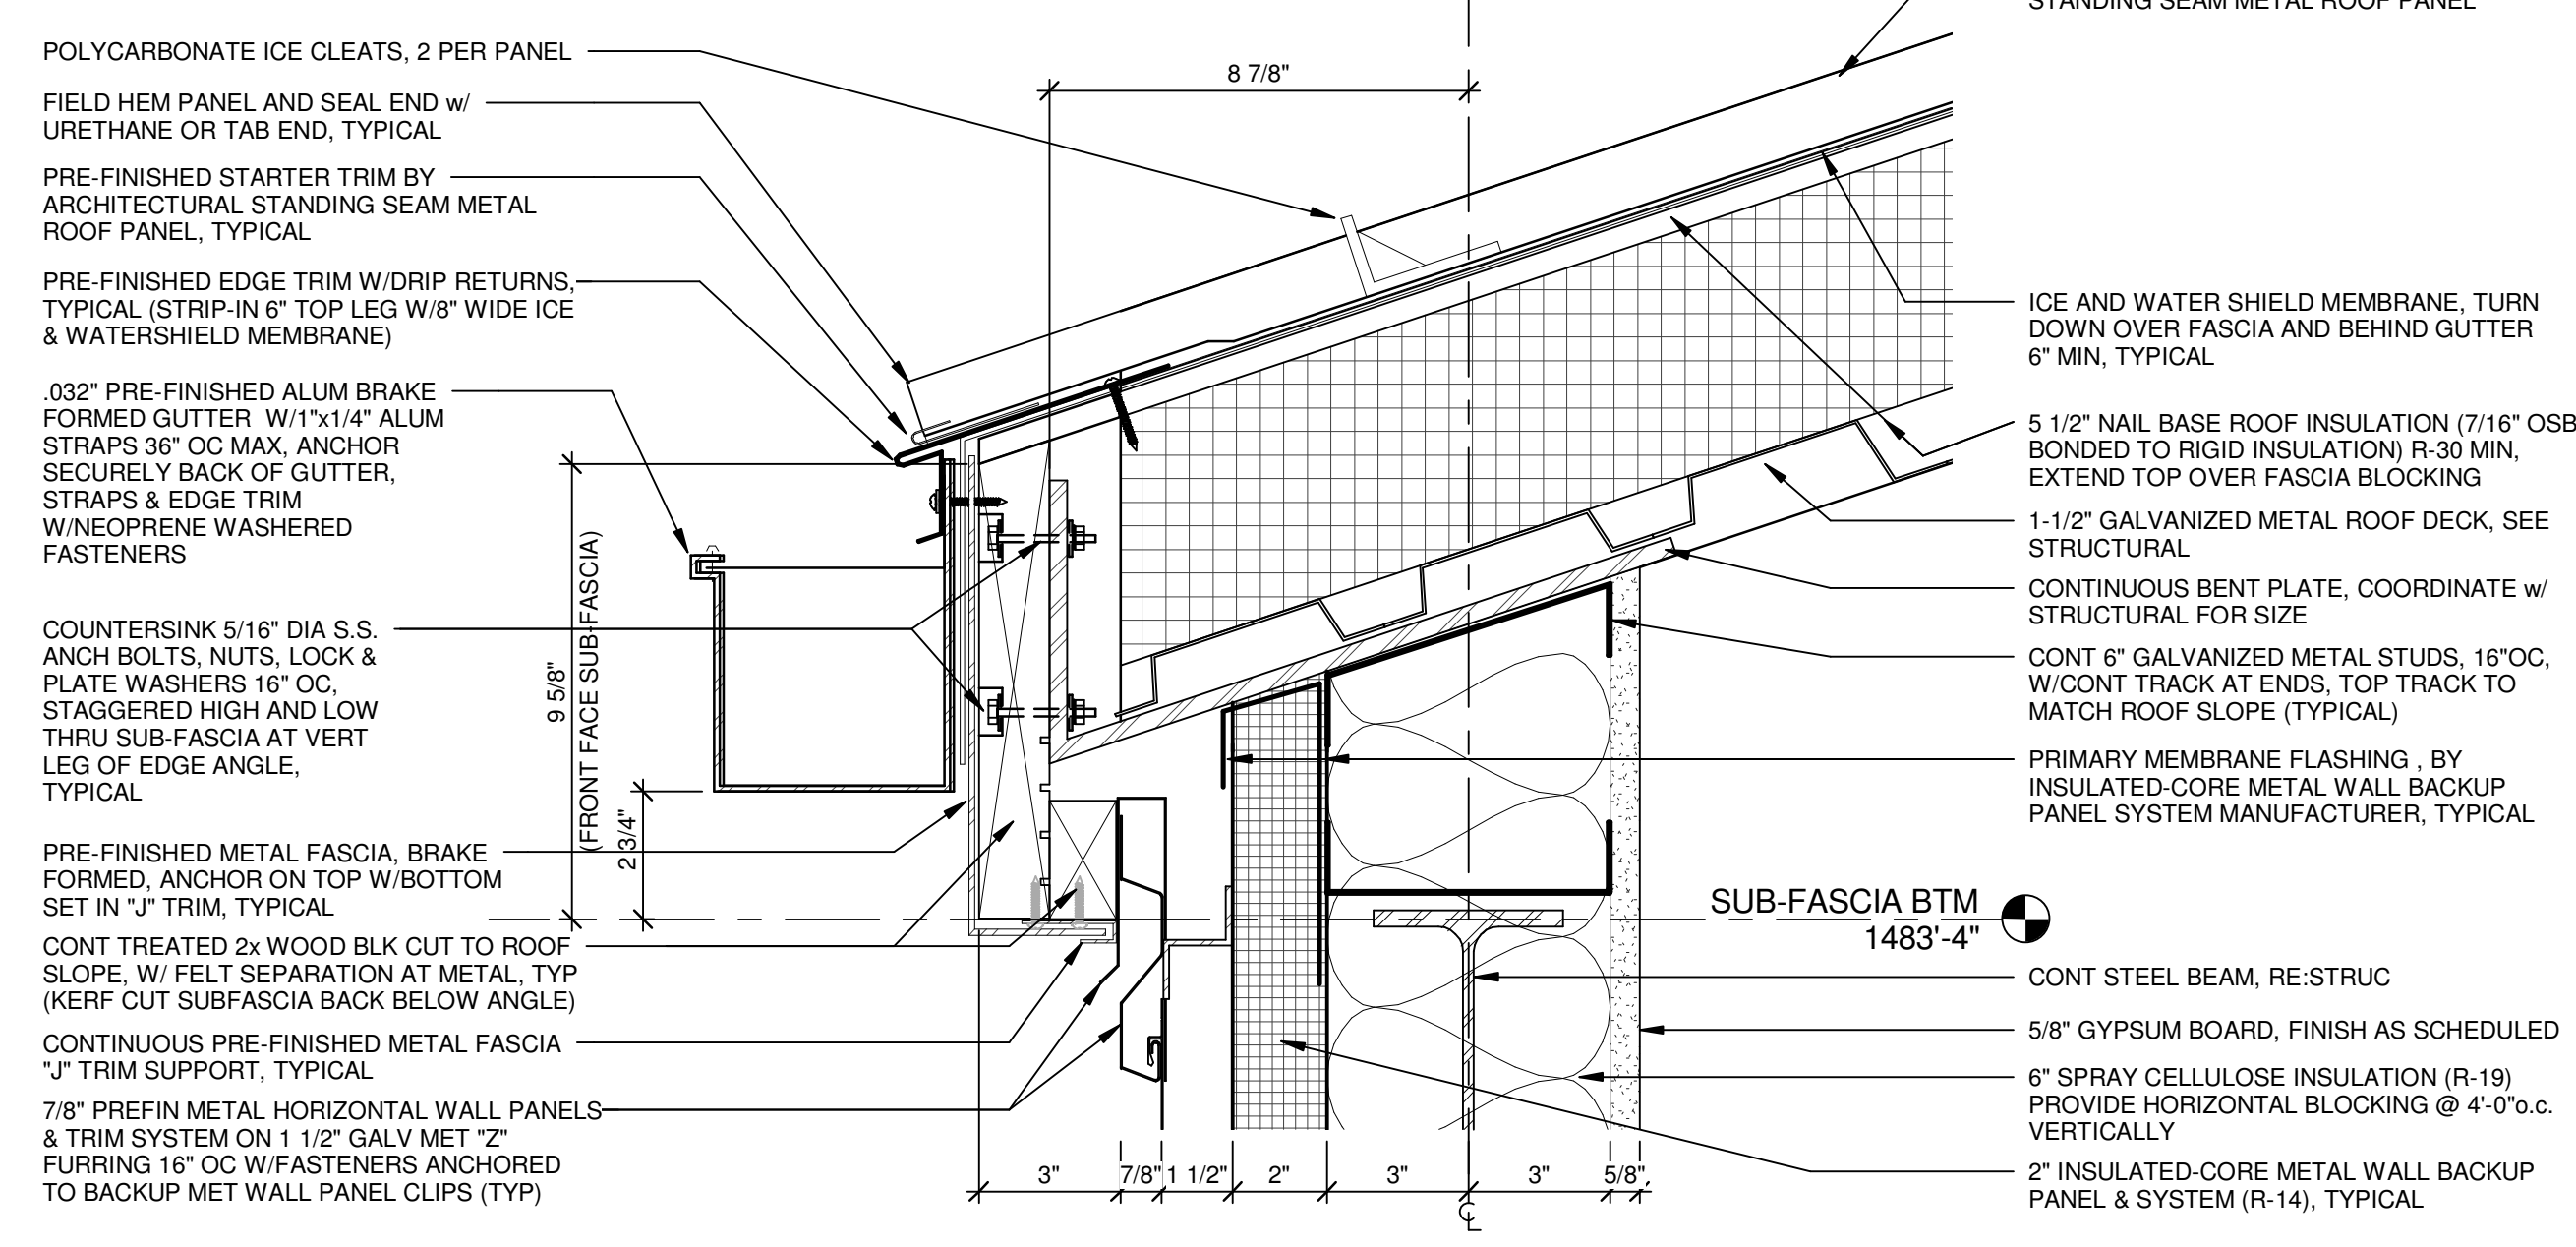 STANDING SEAM METAL ROOF PANEL
POLYCARBONATE ICE CLEATS, 2 PER PANEL
FIELD HEM PANEL AND SEAL END w/
URETHANE OR TAB END, TYPICAL
PRE-FINISHED STARTER TRIM BY
ARCHITECTURAL STANDING SEAM METAL
ROOF PANEL, TYPICAL
PRE-FINISHED EDGE TRIM W/DRIP RETURNS,
TYPICAL (STRIP-IN 6" TOP LEG W/8" WIDE ICE
& WATERSHIELD MEMBRANE)
.032" PRE-FINISHED ALUM BRAKE
FORMED GUTTER W/1"x1/4" ALUM
STRAPS 36" OC MAX, ANCHOR
SECURELY BACK OF GUTTER,
STRAPS & EDGE TRIM
W/NEOPRENE WASHERED
FASTENERS
COUNTERSINK 5/16" DIA S.S.
ANCH BOLTS, NUTS, LOCK &
PLATE WASHERS 16" OC,
STAGGERED HIGH AND LOW
THRU SUB-FASCIA AT VERT
LEG OF EDGE ANGLE,
TYPICAL
PRE-FINISHED METAL FASCIA, BRAKE
FORMED, ANCHOR ON TOP W/BOTTOM
SET IN "J" TRIM, TYPICAL
CONT TREATED 2x WOOD BLK CUT TO ROOF
SLOPE, W/ FELT SEPARATION AT METAL, TYP
(KERF CUT SUBFASCIA BACK BELOW ANGLE)
CONTINUOUS PRE-FINISHED METAL FASCIA
"J" TRIM SUPPORT, TYPICAL
7/8" PREFIN METAL HORIZONTAL WALL PANELS
& TRIM SYSTEM ON 1 1/2" GALV MET "Z"
FURRING 16" OC W/FASTENERS ANCHORED
TO BACKUP MET WALL PANEL CLIPS (TYP)
8 7/8"
9 5/8"
(FRONT FACE SUB-FASCIA)
2 3/4"
3"
7/8"
1 1/2"
2"
3"
3"
5/8"
CL
ICE AND WATER SHIELD MEMBRANE, TURN
DOWN OVER FASCIA AND BEHIND GUTTER
6" MIN, TYPICAL
5 1/2" NAIL BASE ROOF INSULATION (7/16" OSB
BONDED TO RIGID INSULATION) R-30 MIN,
EXTEND TOP OVER FASCIA BLOCKING
1-1/2" GALVANIZED METAL ROOF DECK, SEE
STRUCTURAL
CONTINUOUS BENT PLATE, COORDINATE w/
STRUCTURAL FOR SIZE
CONT 6" GALVANIZED METAL STUDS, 16"OC,
W/CONT TRACK AT ENDS, TOP TRACK TO
MATCH ROOF SLOPE (TYPICAL)
PRIMARY MEMBRANE FLASHING , BY
INSULATED-CORE METAL WALL BACKUP
PANEL SYSTEM MANUFACTURER, TYPICAL
SUB-FASCIA BTM
1483'-4"
CONT STEEL BEAM, RE:STRUC
5/8" GYPSUM BOARD, FINISH AS SCHEDULED
6" SPRAY CELLULOSE INSULATION (R-19)
PROVIDE HORIZONTAL BLOCKING @ 4'-0"o.c.
VERTICALLY
2" INSULATED-CORE METAL WALL BACKUP
PANEL & SYSTEM (R-14), TYPICAL